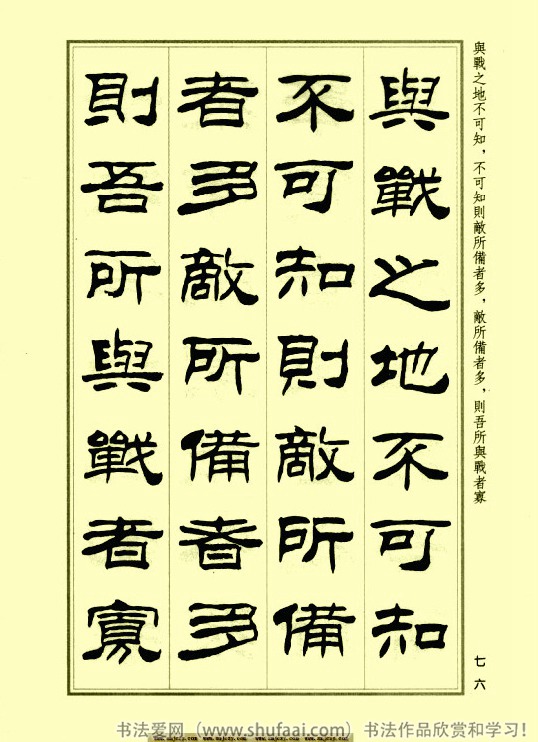 與戰之地不可知，不可知則敵所備者多，敵所備者多，則吾所與戰者寡
與戰之地不可知
不可知則敵所備
者多敵所備者多
則吾所與戰者寡
七六
书法爱网（www.shufaai.com）书法作品欣赏和学习！